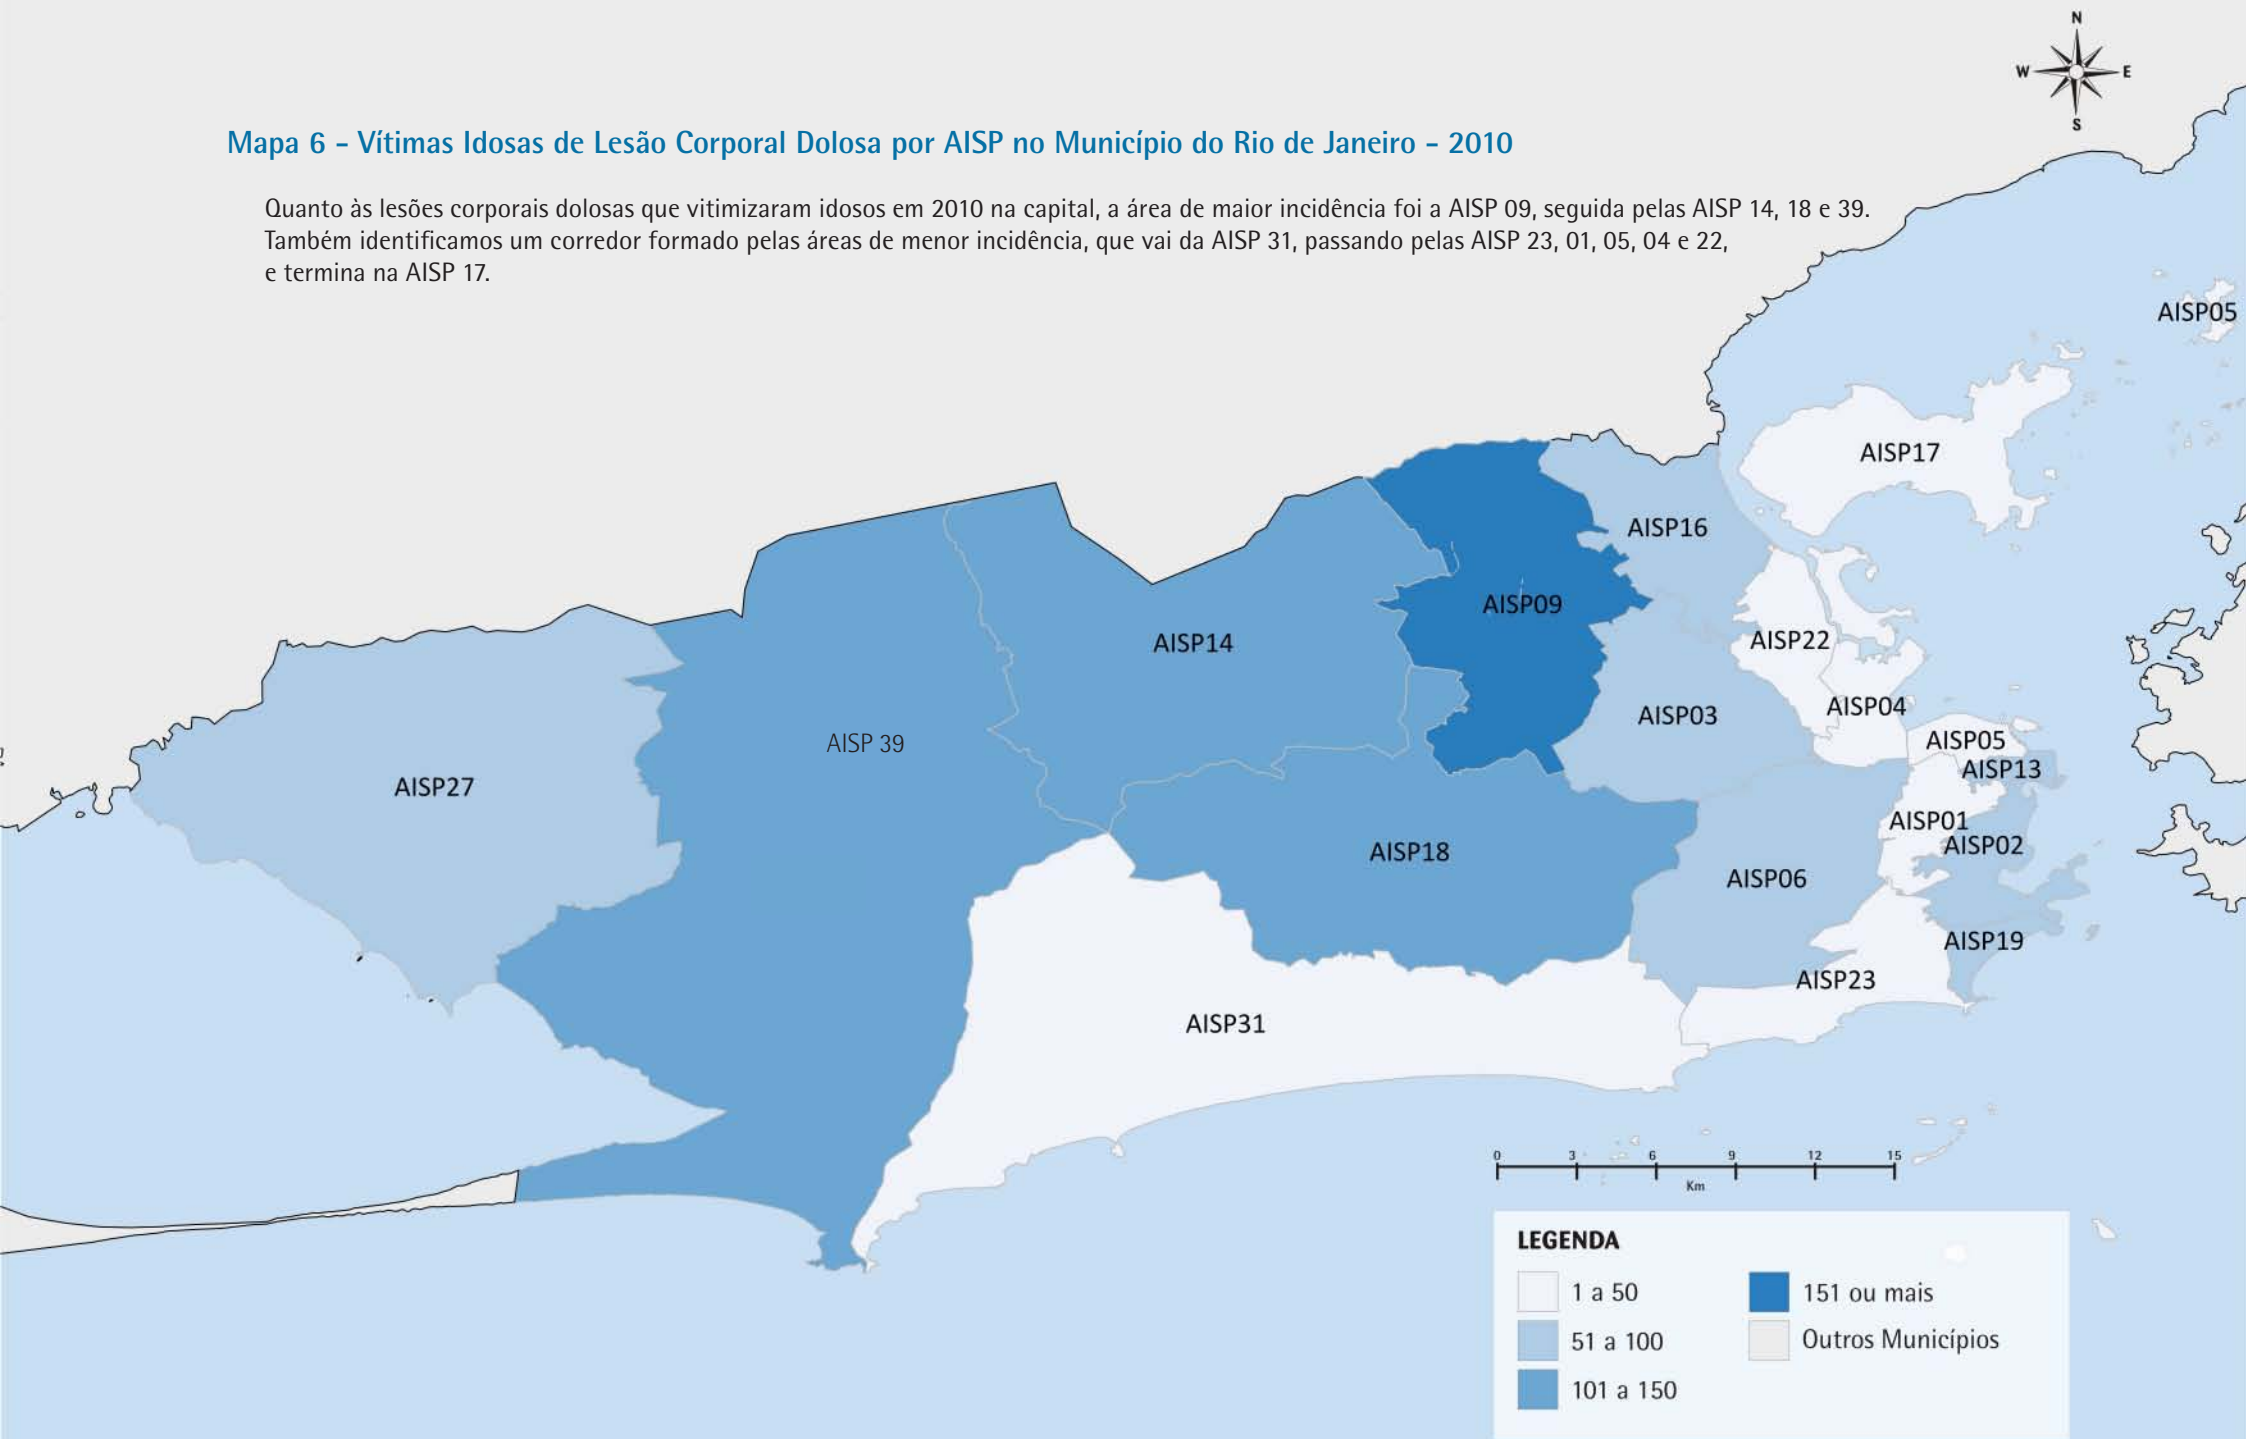 N
W E
S
Mapa 6 - Vítimas Idosas de Lesão Corporal Dolosa por AISP no Município do Rio de Janeiro - 2010
Quanto às lesões corporais dolosas que vitimizaram idosos em 2010 na capital, a área de maior incidência foi a AISP 09, seguida pelas AISP 14, 18 e 39.
Também identificamos um corredor formado pelas áreas de menor incidência, que vai da AISP 31, passando pelas AISP 23, 01, 05, 04 e 22,
e termina na AISP 17.
AISP05
AISP17
AISP16
AISP09
AISP22
AISP14
AISP04
AISP03
AISP05
AISP 39
AISP13
AISP27
AISP01
AISP02
AISP18
AISP06
AISP19
AISP23
AISP31
0 3 6 9 12 15
Km
LEGENDA
1 a 50
151 ou mais
51 a 100
Outros Municípios
101 a 150